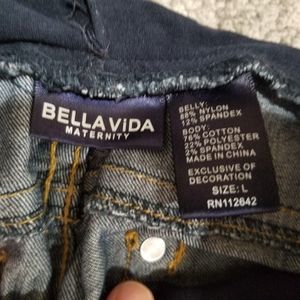 BELLA ViDA
MATERNITY
BELLY:
88% NYLON
12% SPANDEX
BODY:
76% COTTON
22% POLYESTER
2% SPANDEX
MADE IN CHINA
EXCLUSIVE OF
DECORATION
SIZE: L
RN112642